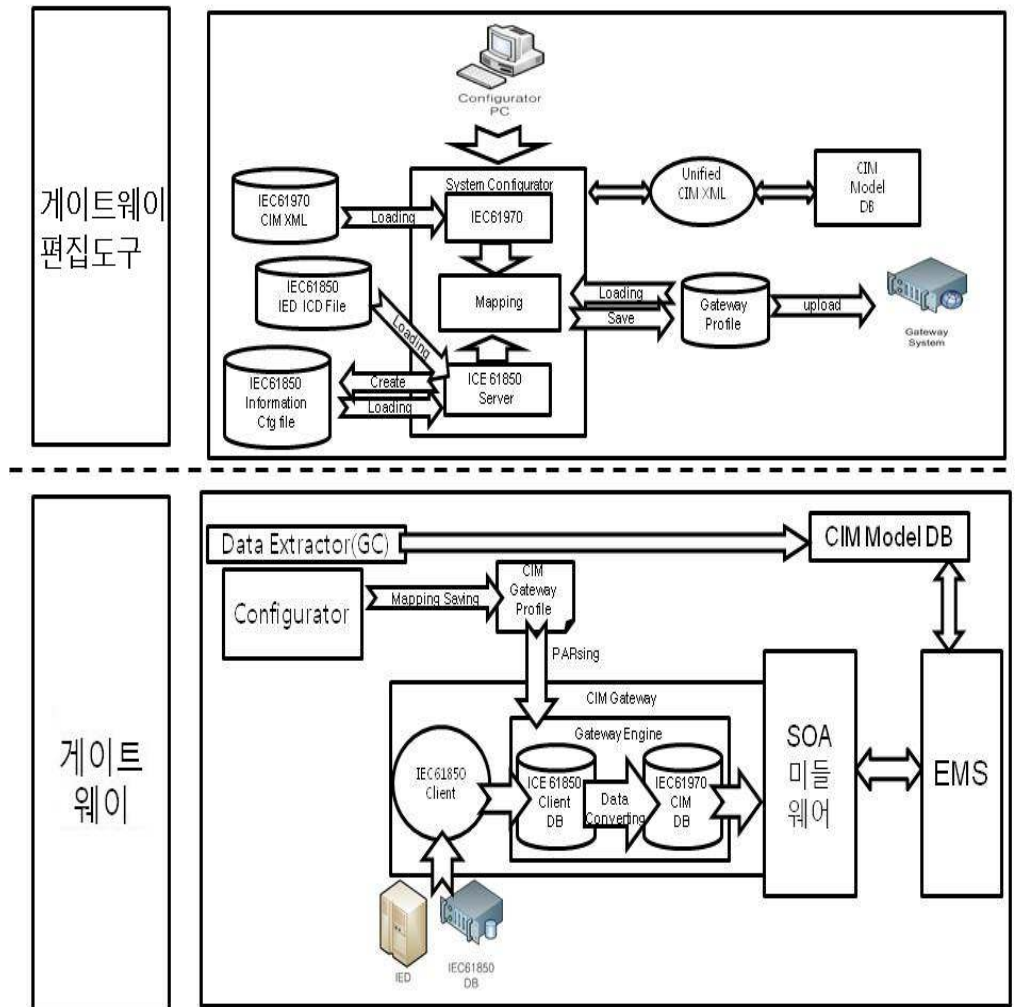 게이트웨이
편집도구
Configurator
PC
System Configurator
IEC61970
CIM XML
Loading
IEC61970
Unified
CIM XML
CIM
Model
DB
IEC61850
IED ICD File
Loading
Mapping
Loading
Save
Gateway
Profile
upload
Gateway
System
IEC61850
Information
Cfg file
Create
Loading
ICE 61850
Server
게이트
웨이
Data Extractor(GC)
CIM Model DB
Configurator
Mapping Saving
CIM
Gateway
Profile
PARsing
CIM Gateway
Gateway Engine
IEC61850
Client
ICE 61850
Client
DB
Data
Converting
IEC61970
CIM
DB
SOA
미들
웨어
EMS
IED
IEC61850
DB